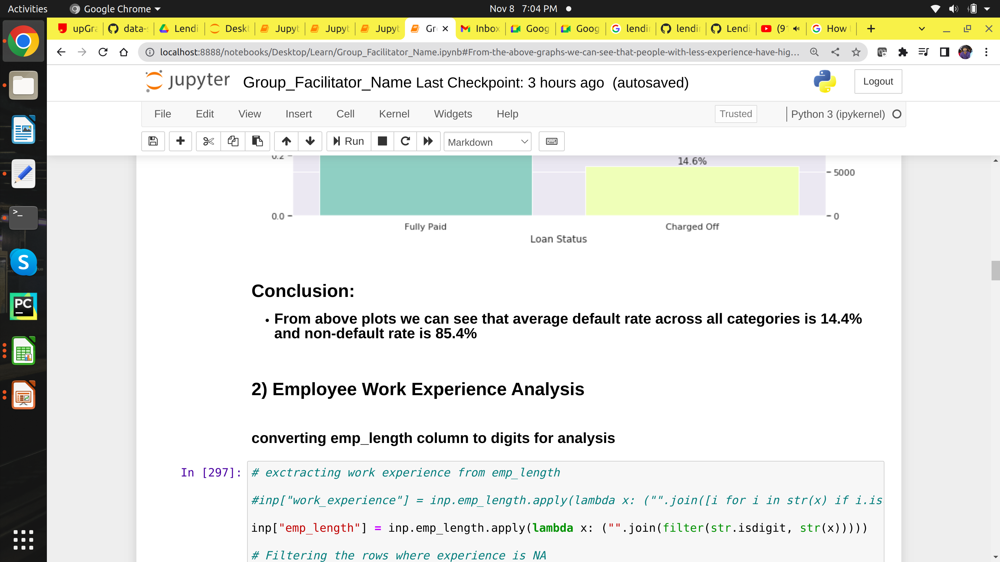 Activities Google Chrome Nov 8 7:04 PM
upGra data-s Lendi Deskt Jupyt Jupyt Jupyt Gr Inbox Goog Goog lendin lendin Lendi (91 How
localhost:8888/notebooks/Desktop/Learn/Group_Facilitator_Name.ipynb#From-the-above-graphs-we-can-see-that-people-with-less-experience-have-hig...
jupyter Group_Facilitator_Name Last Checkpoint: 3 hours ago (autosaved) Logout
File Edit View Insert Cell Kernel Widgets Help Trusted Python 3 (ipykernel)
Run Markdown
0.2 14.6%
5000
0.0 0
Fully Paid Charged Off
Loan Status
Conclusion:
• From above plots we can see that average default rate across all categories is 14.4%
and non-default rate is 85.4%
2) Employee Work Experience Analysis
converting emp_length column to digits for analysis
In [297]: # exctracting work experience from emp_length
#inp["work_experience"] = inp.emp_length.apply(lambda x: ("".join([i for i in str(x) if i.is
inp["emp_length"] = inp.emp_length.apply(lambda x: ("".join(filter(str.isdigit, str(x)))))
# Filtering the rows where experience is NA